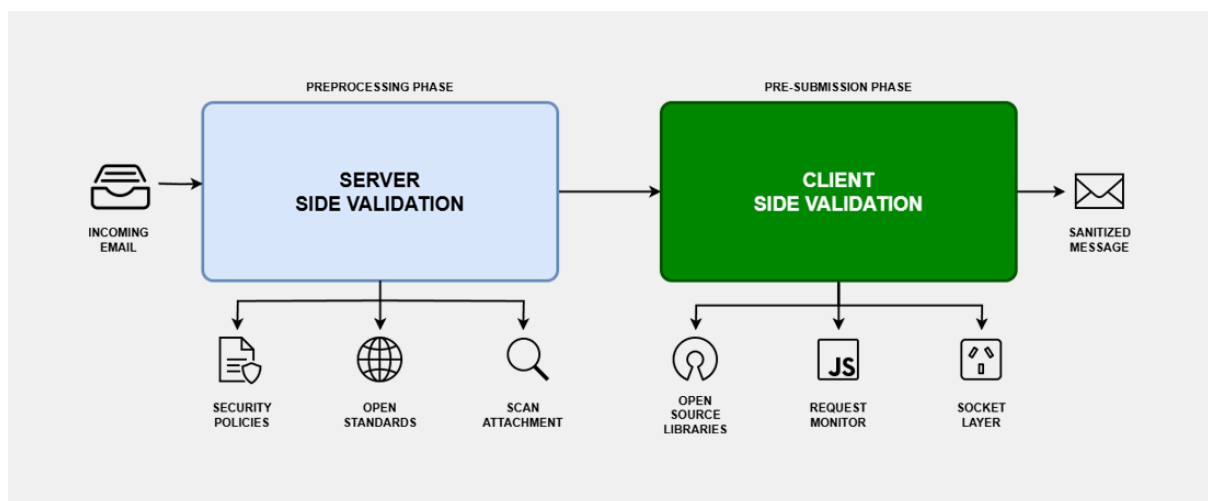 PREPROCESSING PHASE
PRE-SUBMISSION PHASE
SERVER
SIDE VALIDATION
CLIENT
SIDE VALIDATION
INCOMING
EMAIL
SANITIZED
MESSAGE
SECURITY
POLICIES
OPEN
STANDARDS
SCAN
ATTACHMENT
OPEN
SOURCE
LIBRARIES
JS
REQUEST
MONITOR
SOCKET
LAYER